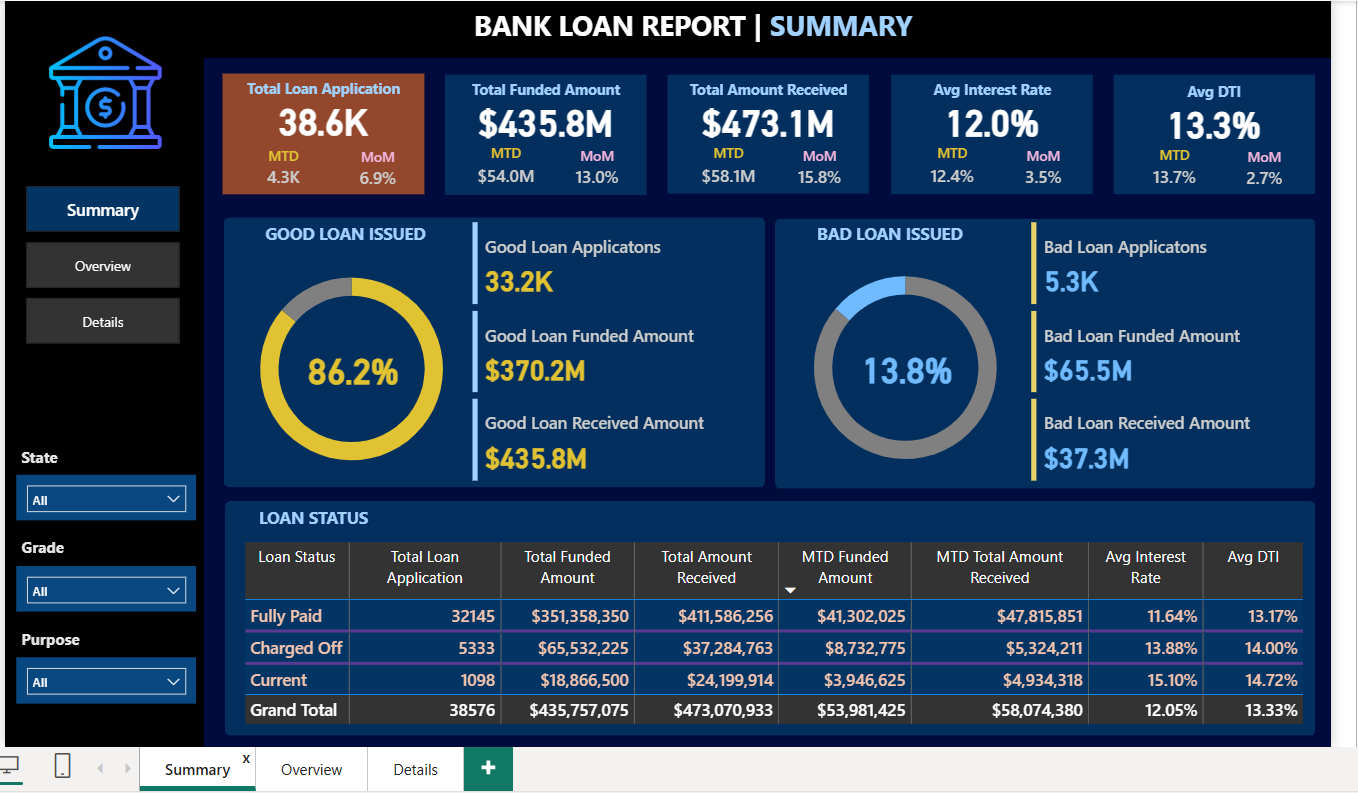 BANK LOAN REPORT | SUMMARY
$
Total Loan Application
38.6K
MTD MoM
4.3K 6.9%
Total Funded Amount
$435.8M
MTD MoM
$54.0M 13.0%
Total Amount Received
$473.1M
MTD MoM
$58.1M 15.8%
Avg Interest Rate
12.0%
MTD MoM
12.4% 3.5%
Avg DTI
13.3%
MTD MoM
13.7% 2.7%
Summary
Overview
Details
State
All
Grade
All
Purpose
All
GOOD LOAN ISSUED
86.2%
Good Loan Applicatons
33.2K
Good Loan Funded Amount
$370.2M
Good Loan Received Amount
$435.8M
BAD LOAN ISSUED
13.8%
Bad Loan Applicatons
5.3K
Bad Loan Funded Amount
$65.5M
Bad Loan Received Amount
$37.3M
LOAN STATUS
Loan Status Total Loan Total Funded Total Amount MTD Funded MTD Total Amount Avg Interest Avg DTI
Application Amount Received Amount Received Rate
Fully Paid 32145 $351,358,350 $411,586,256 $41,302,025 $47,815,851 11.64% 13.17%
Charged Off 5333 $65,532,225 $37,284,763 $8,732,775 $5,324,211 13.88% 14.00%
Current 1098 $18,866,500 $24,199,914 $3,946,625 $4,934,318 15.10% 14.72%
Grand Total 38576 $435,757,075 $473,070,933 $53,981,425 $58,074,380 12.05% 13.33%
Summary x Overview Details +